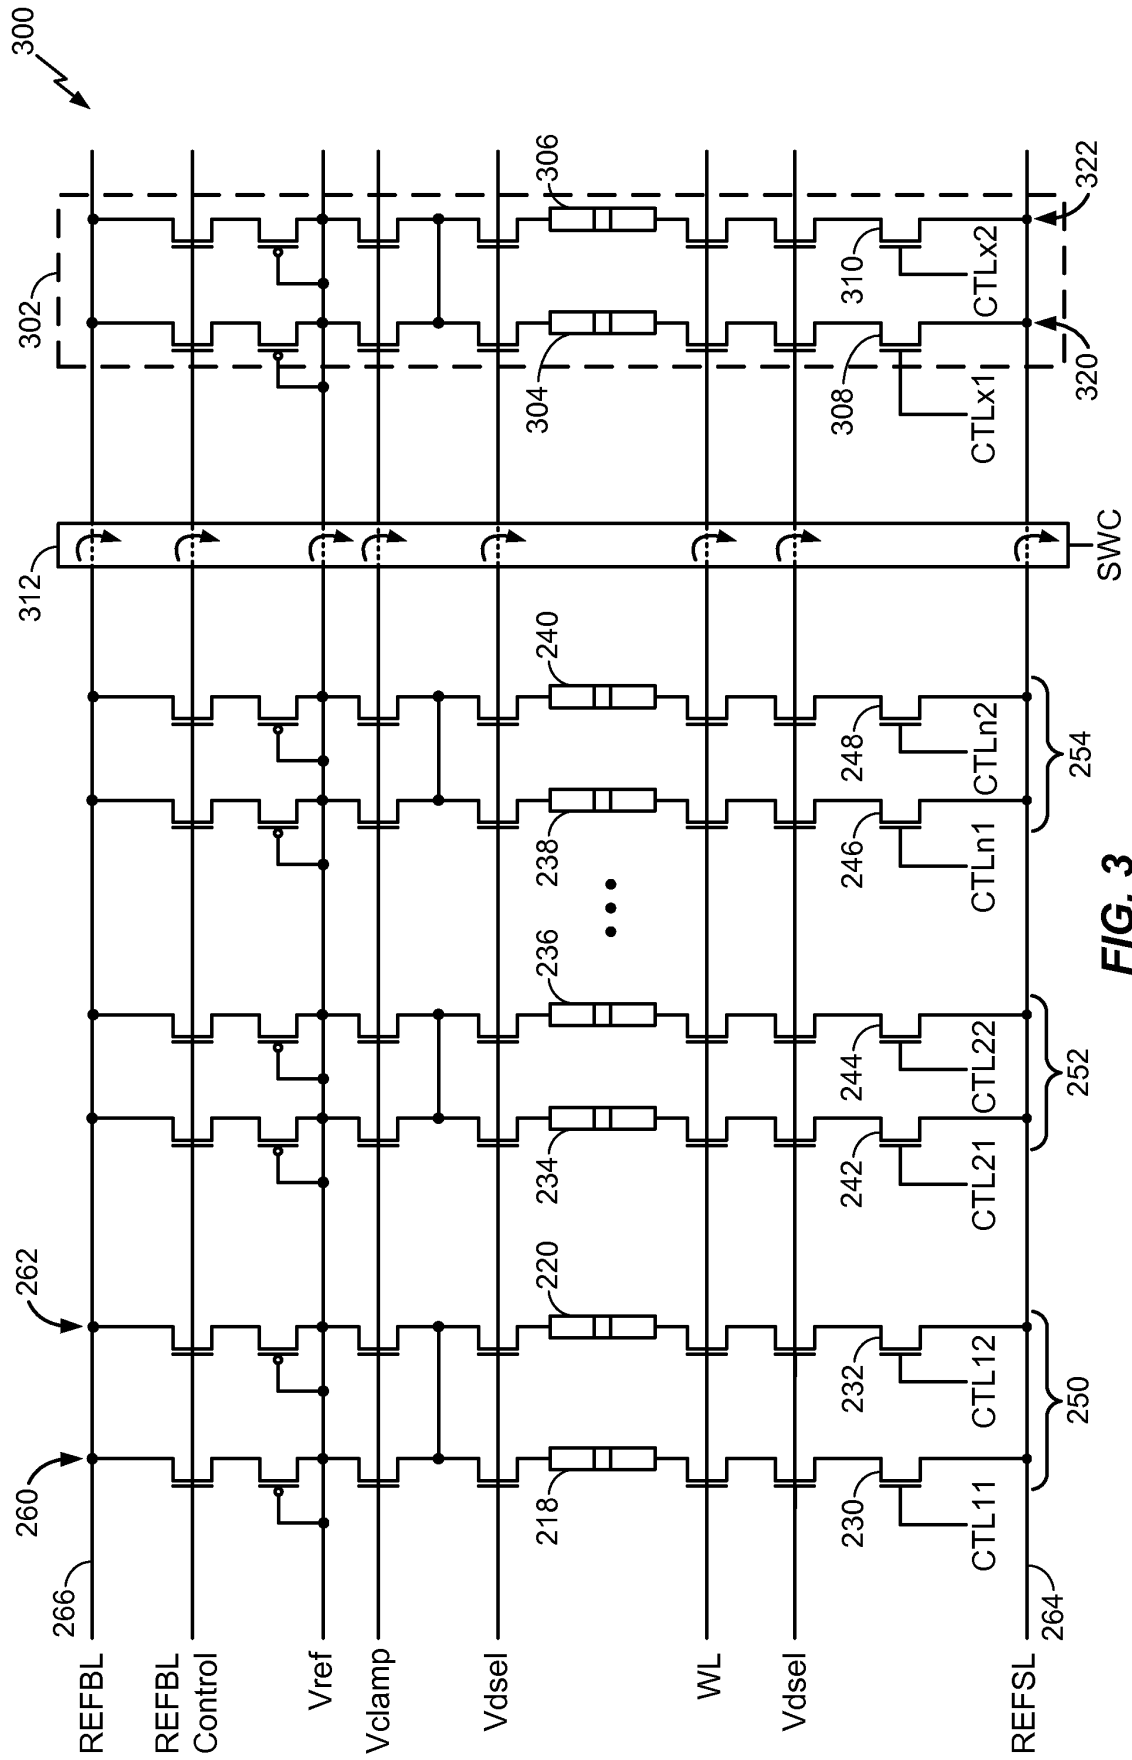 300
302
306
304
310
308
CTLx2
CTLx1
322
320
312
SWC
240
238
248
246
CTLn2
CTLn1
254
236
234
244
242
CTL22
CTL21
252
262
260
220
218
232
230
CTL12
CTL11
250
266
264
REFBL
REFBL
Control
Vref
Vclamp
Vdsel
WL
Vdsel
REFSL
FIG. 3